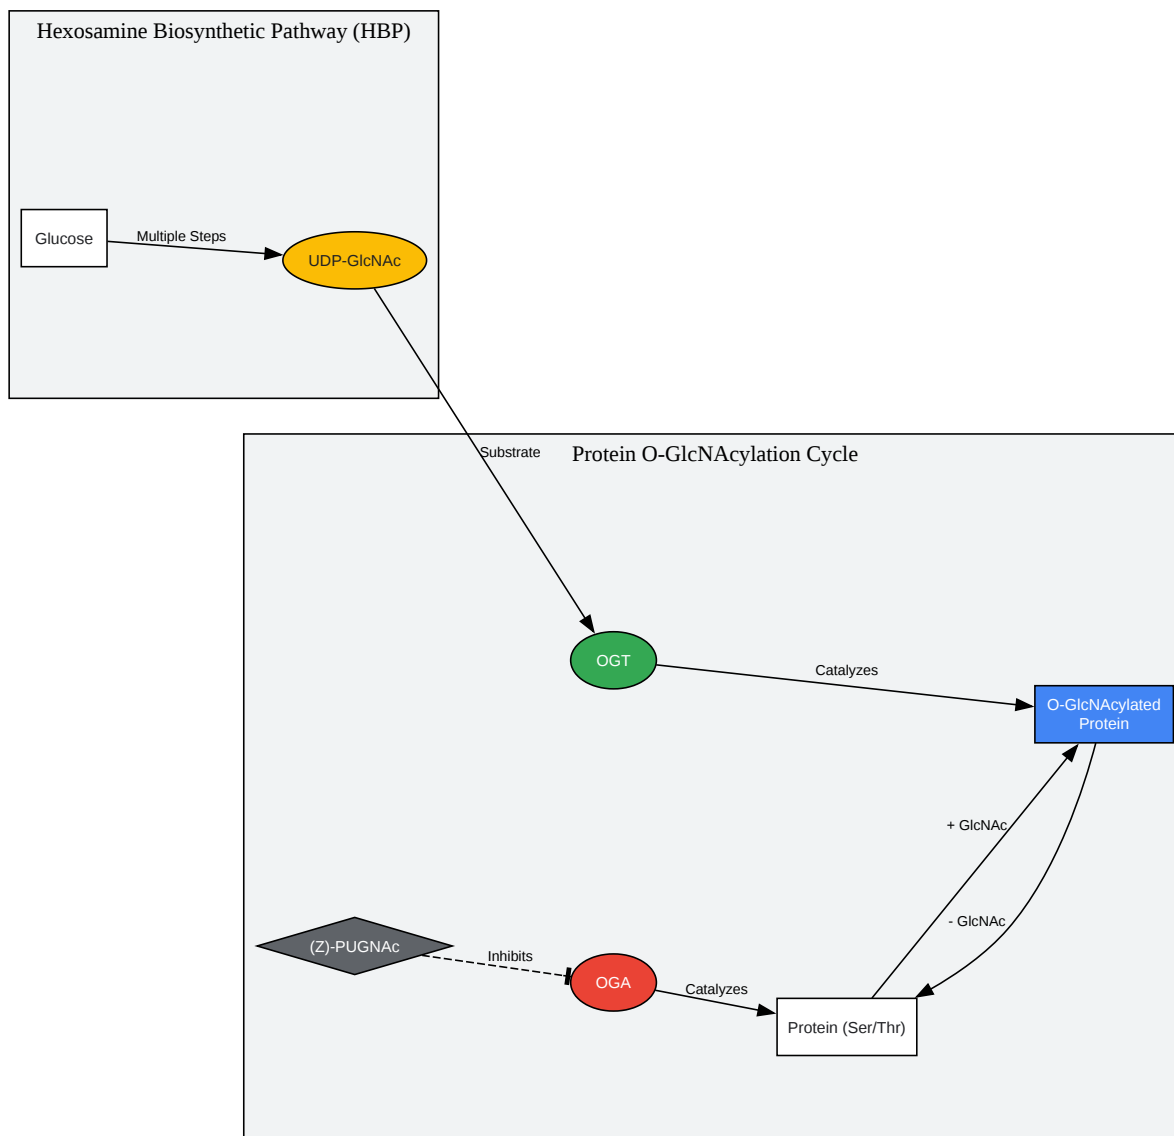 Hexosamine Biosynthetic Pathway (HBP)
Glucose
Multiple Steps
UDP-GlcNAc
Substrate
Protein O-GlcNAcylation Cycle
OGT
Catalyzes
O-GlcNAcylated
Protein
+ GlcNAc
- GlcNAc
(Z)-PUGNAc
Inhibits
OGA
Catalyzes
Protein (Ser/Thr)